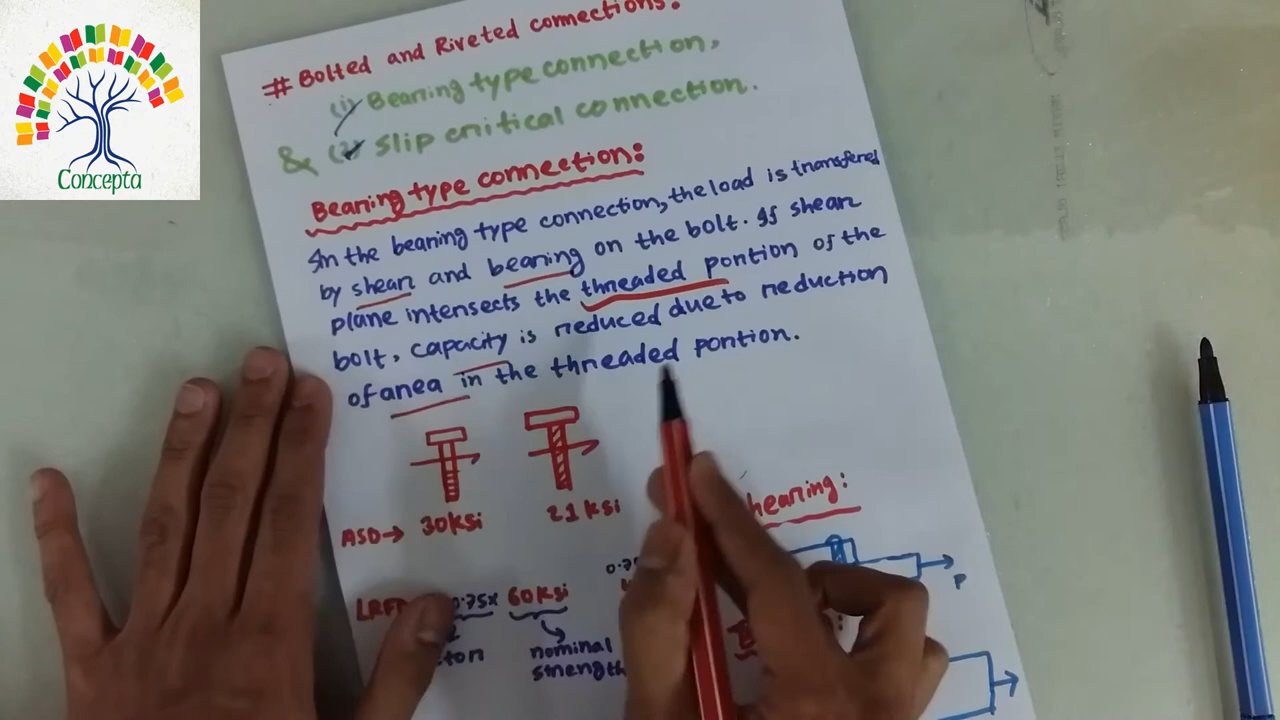 Concepta
# Bolted and Riveted connections:
(i) Bearing type connection,
& (2) Slip critical connection.
Bearing type connection:
In the bearing type connection, the load is transfered
by shear and bearing on the bolt. If shear
plane intersects the threaded portion of the
bolt, capacity is reduced due to reduction
of area in the threaded portion.
ASD → 30ksi 21ksi
hearing:
P
0.75x 60ksi
nominal
strength